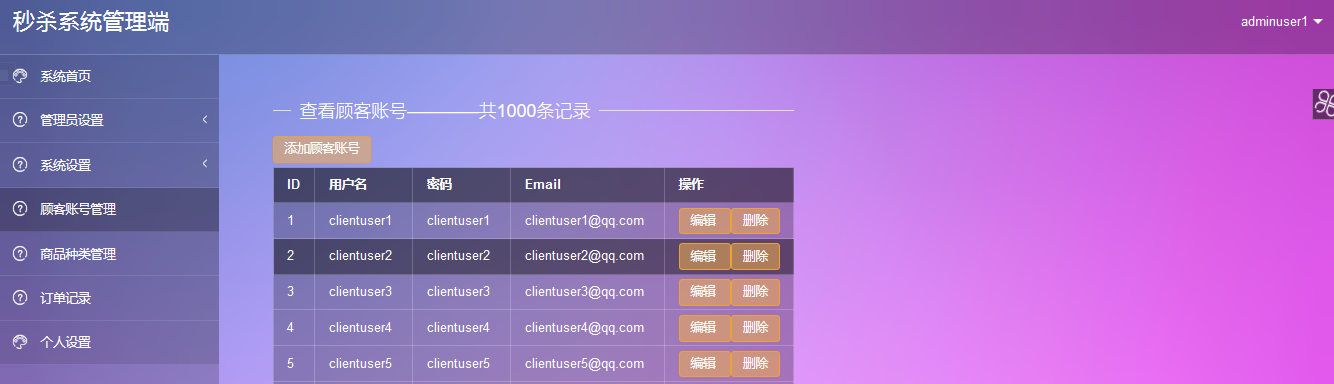 秒杀系统管理端
adminuser1
系统首页
管理员设置
系统设置
顾客账号管理
商品种类管理
订单记录
个人设置
查看顾客账号————共1000条记录
添加顾客账号
ID 用户名 密码 Email 操作
1 clientuser1 clientuser1 clientuser1@qq.com 编辑 删除
2 clientuser2 clientuser2 clientuser2@qq.com 编辑 删除
3 clientuser3 clientuser3 clientuser3@qq.com 编辑 删除
4 clientuser4 clientuser4 clientuser4@qq.com 编辑 删除
5 clientuser5 clientuser5 clientuser5@qq.com 编辑 删除